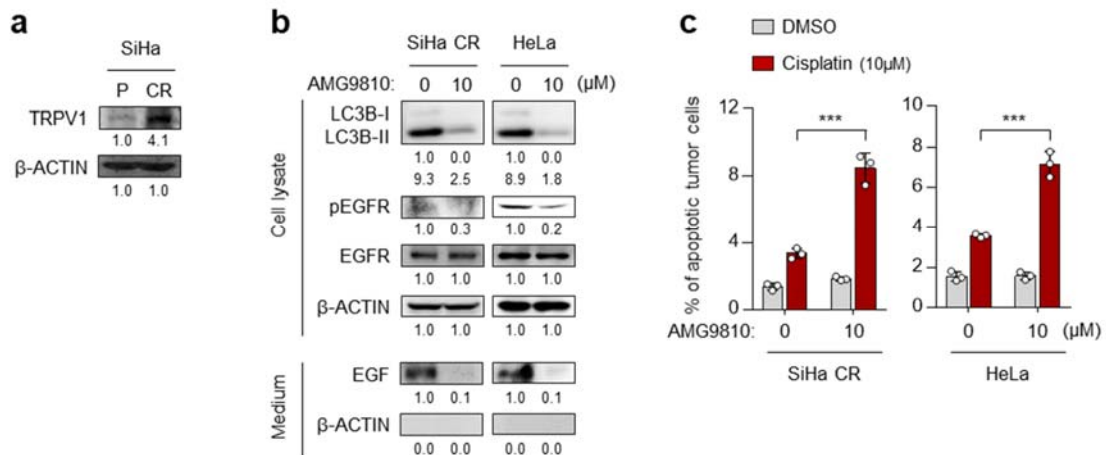 a
SiHa
P CR
TRPV1
1.0 4.1
β-ACTIN
1.0 1.0
b
SiHa CR HeLa
AMG9810: 0 10 0 10 (μM)
Cell lysate
LC3B-I
LC3B-II
1.0 0.0 1.0 0.0
9.3 2.5 8.9 1.8
pEGFR
1.0 0.3 1.0 0.2
EGFR
1.0 1.0 1.0 1.0
β-ACTIN
1.0 1.0 1.0 1.0
Medium
EGF
1.0 0.1 1.0 0.1
β-ACTIN
0.0 0.0 0.0 0.0
c
DMSO
Cisplatin (10μM)
% of apoptotic tumor cells
12
8
4
0
***
10
8
6
4
2
0
***
AMG9810: 0 10 0 10 (μM)
SiHa CR HeLa